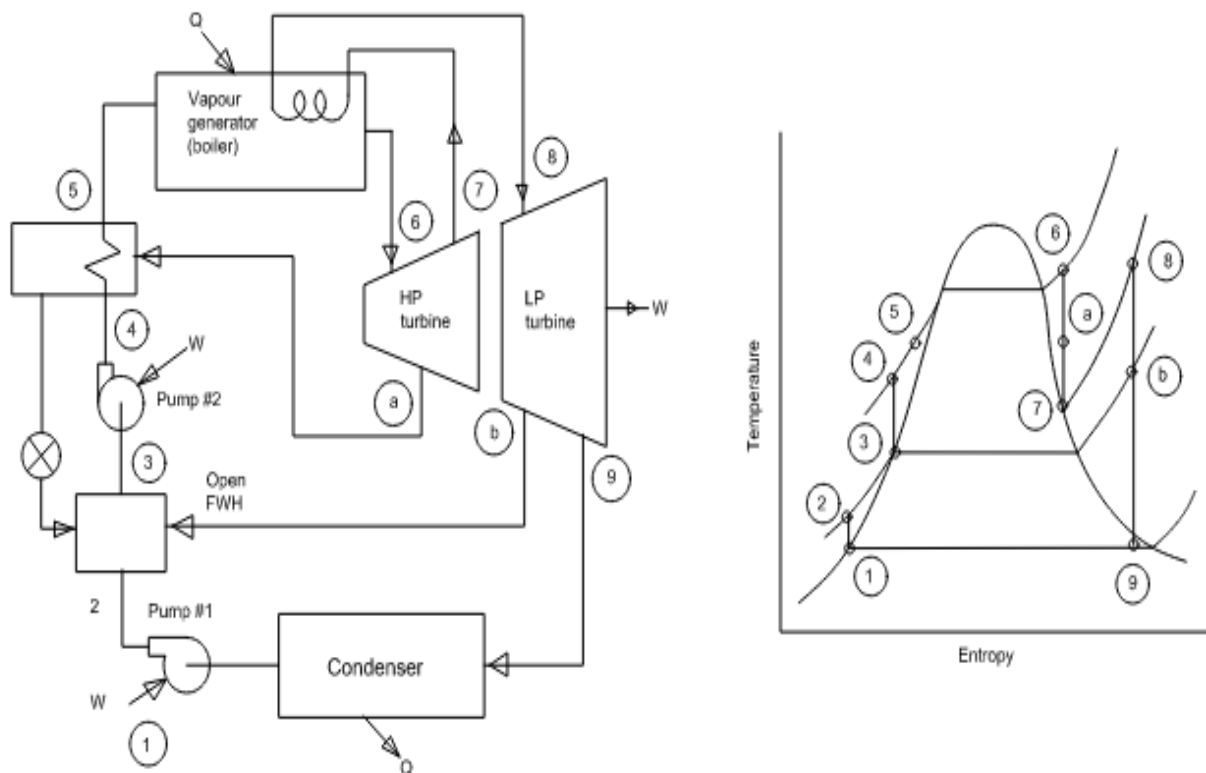 Q
Vapour
generator
(boiler)
5
6
7
8
HP
turbine
LP
turbine
W
4
W
Pump #2
a
b
3
9
Open
FWH
2
Pump #1
Condenser
W
1
Q
Temperature
6
8
5
a
4
b
7
3
2
1
9
Entropy